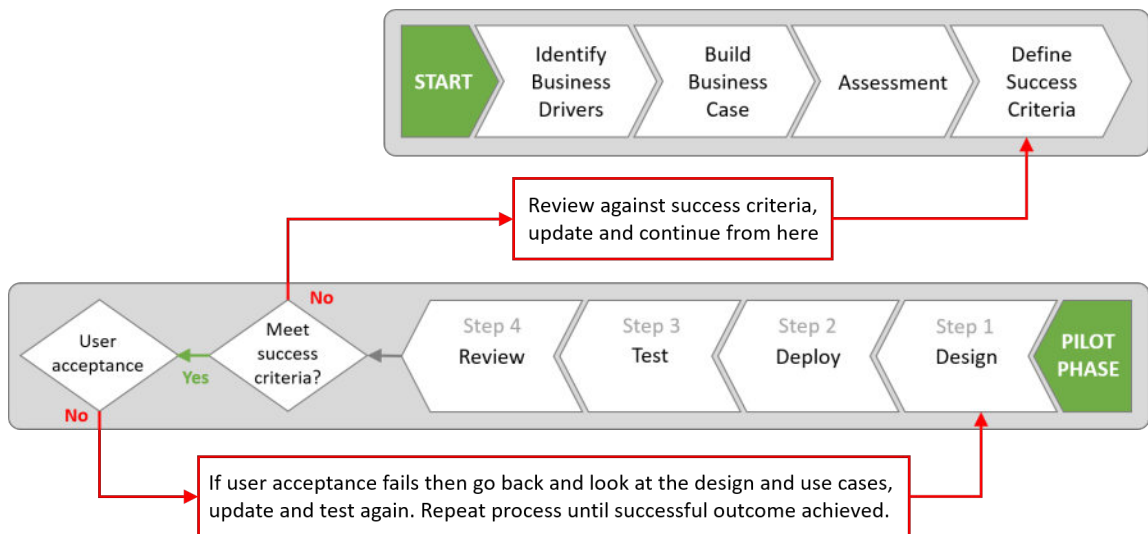 START
Identify
Business
Drivers
Build
Business
Case
Assessment
Define
Success
Criteria
Review against success criteria,
update and continue from here
No
PILOT
PHASE
Step 1
Design
Step 2
Deploy
Step 3
Test
Step 4
Review
Meet
success
criteria?
Yes
User
acceptance
No
If user acceptance fails then go back and look at the design and use cases,
update and test again. Repeat process until successful outcome achieved.